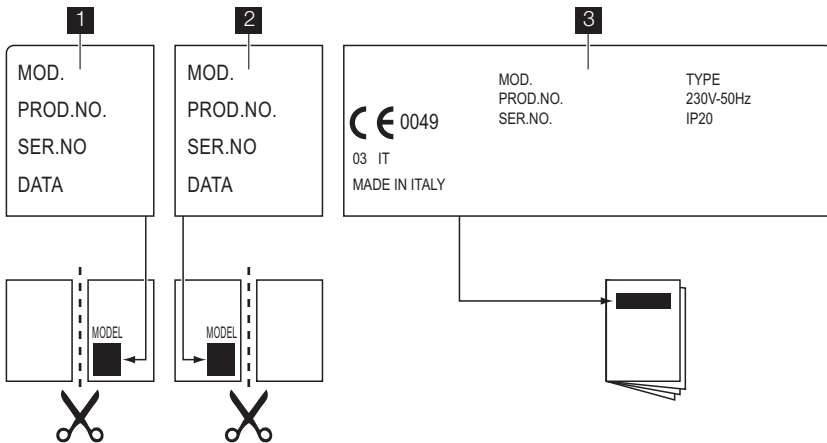 1
MOD.
PROD.NO.
SER.NO
DATA
2
MOD.
PROD.NO.
SER.NO
DATA
3
MOD.
PROD.NO.
SER.NO.
TYPE
230V-50Hz
IP20
CE 0049
03 IT
MADE IN ITALY
MODEL
MODEL